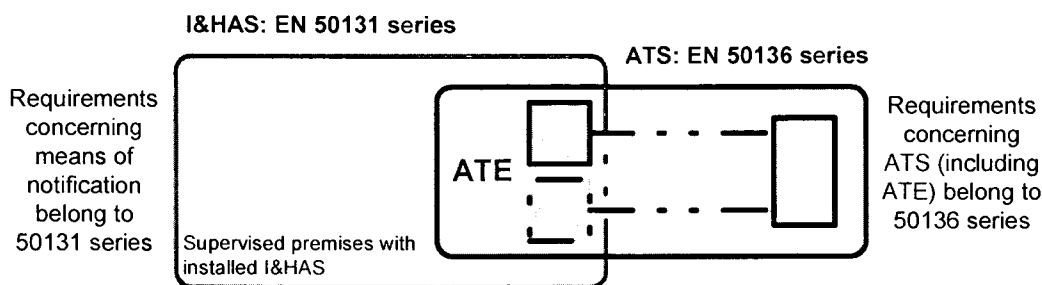 I&HAS: EN 50131 series
ATS: EN 50136 series
Requirements
concerning
means of
notification
belong to
50131 series
ATE
Supervised premises with
installed I&HAS
Requirements
concerning
ATS (including
ATE) belong to
50136 series